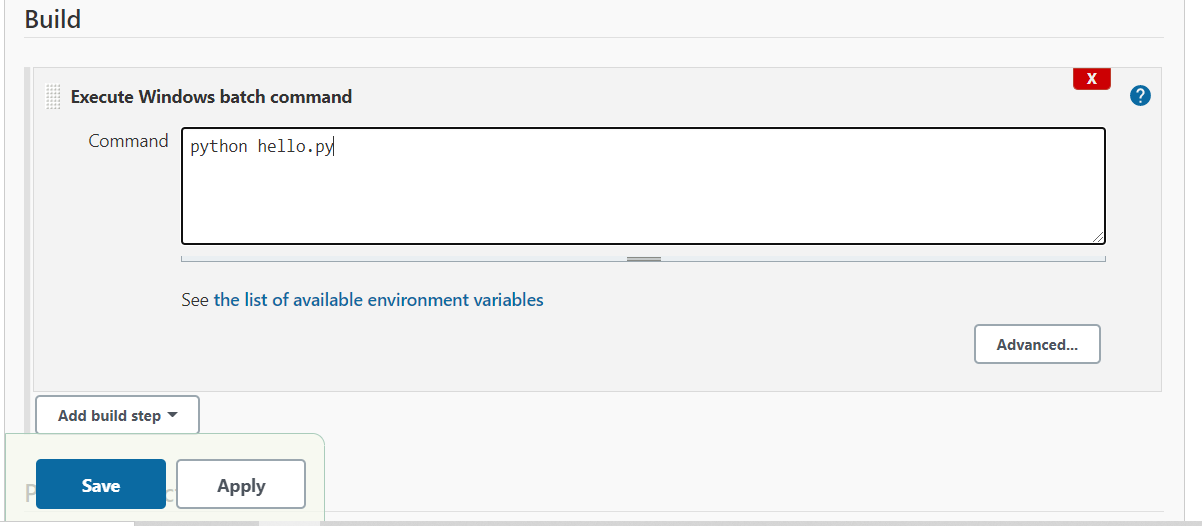 Build
Execute Windows batch command
X
?
Command
python hello.py
See the list of available environment variables
Advanced...
Add build step
Save
Apply